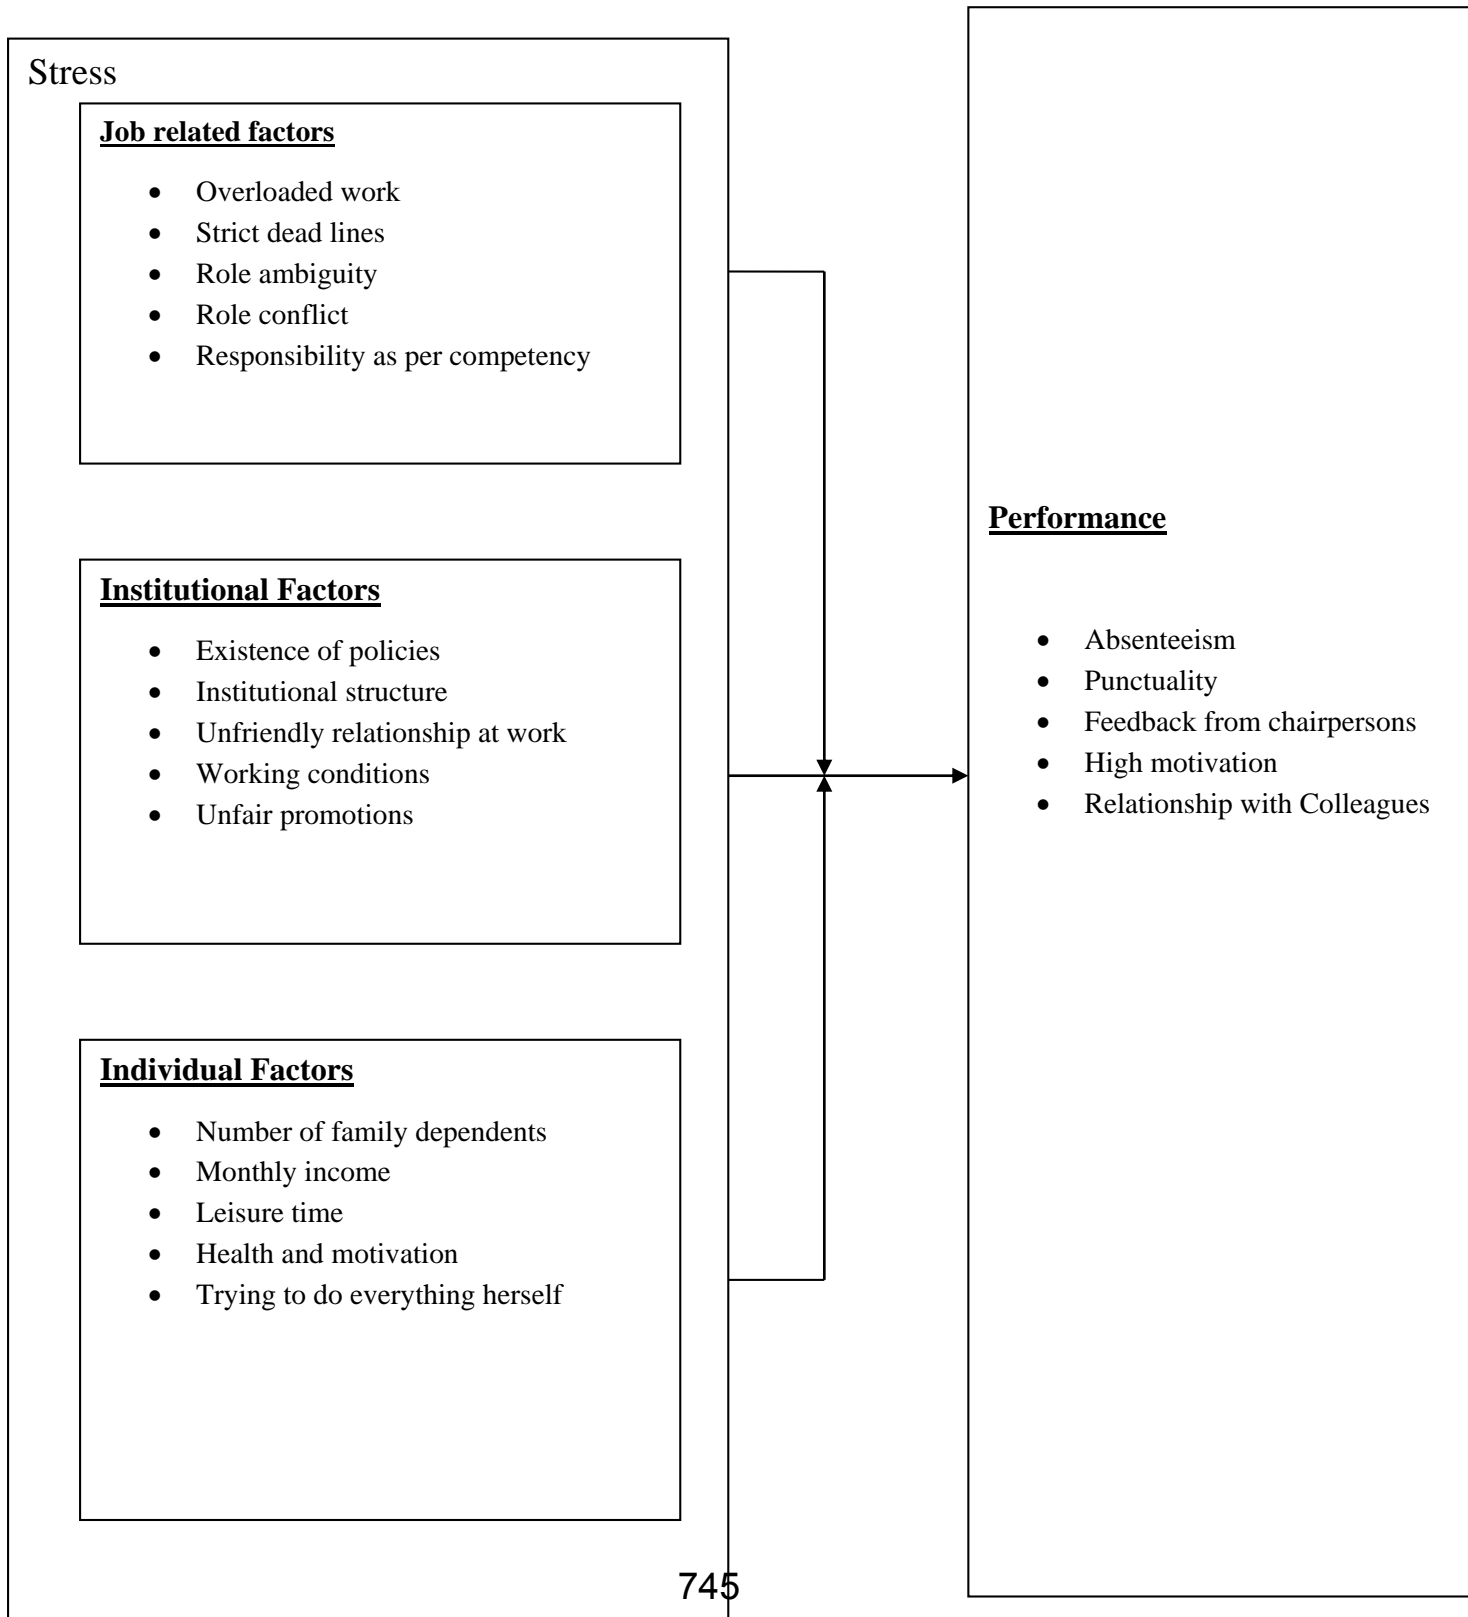 Stress
Job related factors
• Overloaded work
• Strict dead lines
• Role ambiguity
• Role conflict
• Responsibility as per competency
Institutional Factors
• Existence of policies
• Institutional structure
• Unfriendly relationship at work
• Working conditions
• Unfair promotions
Individual Factors
• Number of family dependents
• Monthly income
• Leisure time
• Health and motivation
• Trying to do everything herself
Performance
• Absenteeism
• Punctuality
• Feedback from chairpersons
• High motivation
• Relationship with Colleagues
745